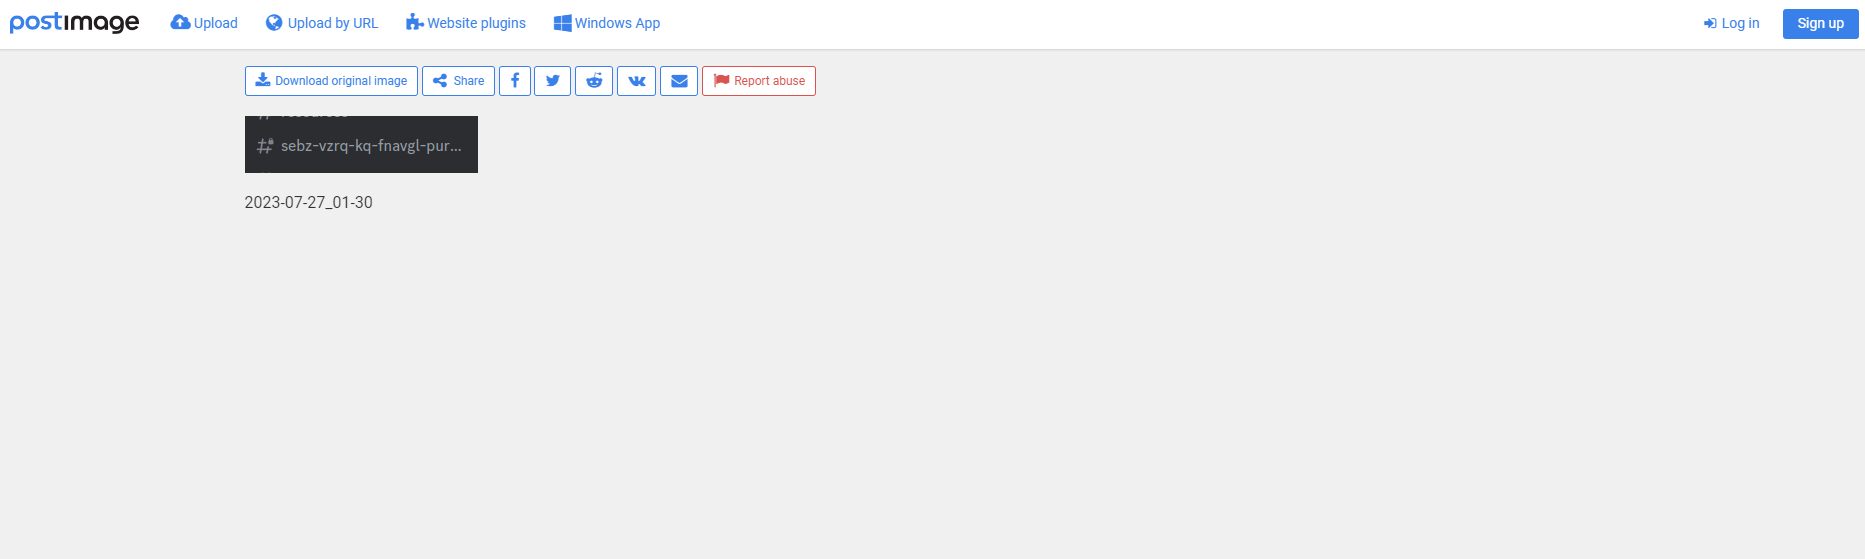 postimage Upload Upload by URL Website plugins Windows App Log in Sign up
Download original image Share Report abuse
sebz-vzrq-kq-fnavgl-pur...
2023-07-27_01-30